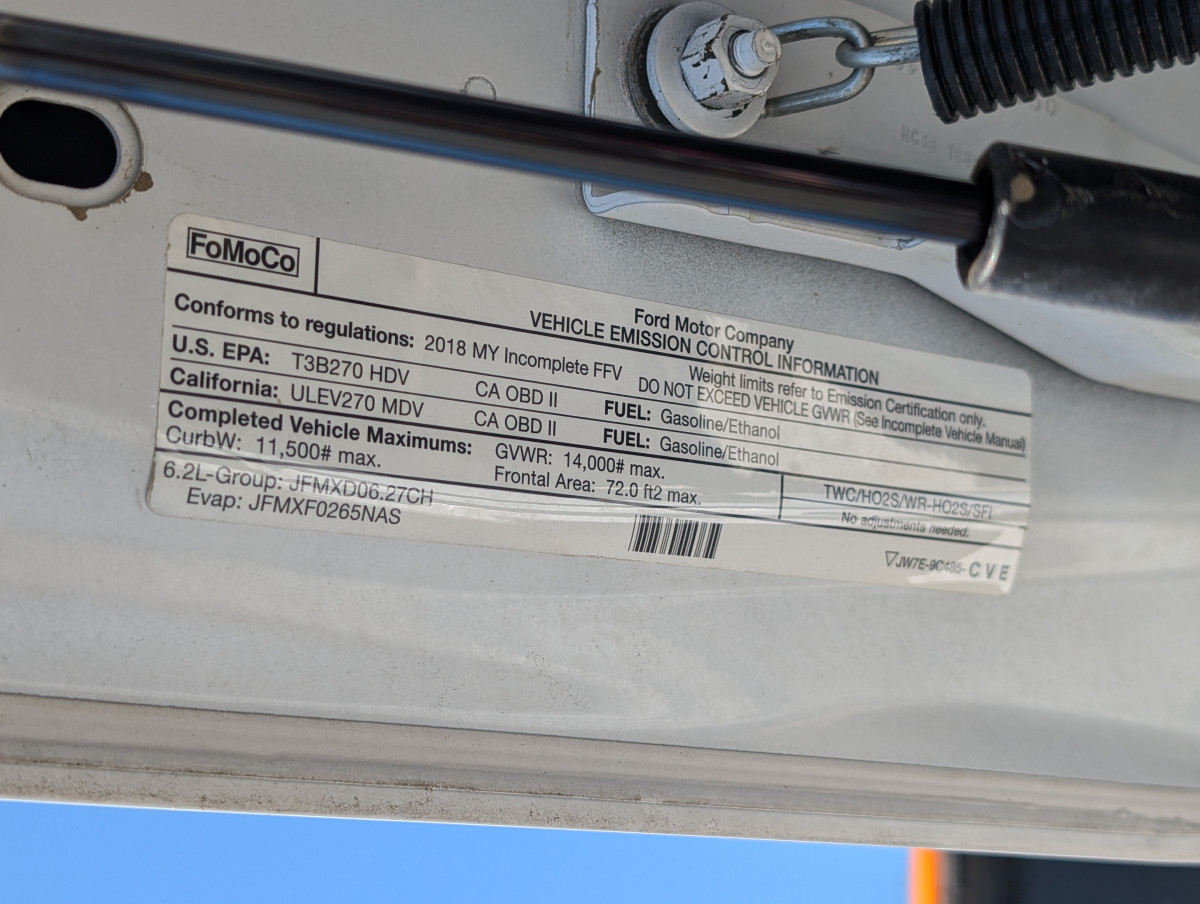 FoMoCo
Ford Motor Company
VEHICLE EMISSION CONTROL INFORMATION
Conforms to regulations: 2018 MY Incomplete FFV
Weight limits refer to Emission Certification only.
DO NOT EXCEED VEHICLE GVWR (See Incomplete Vehicle Manual)
U.S. EPA: T3B270 HDV CA OBD II FUEL: Gasoline/Ethanol
California: ULEV270 MDV CA OBD II FUEL: Gasoline/Ethanol
Completed Vehicle Maximums: GVWR: 14,000# max.
CurbW: 11,500# max. Frontal Area: 72.0 ft2 max.
TWC/HO2S/WR-HO2S/SFI
No adjustments needed.
6.2L-Group: JFMXD06.27CH
Evap: JFMXF0265NAS
JW7E-9C485- C V E